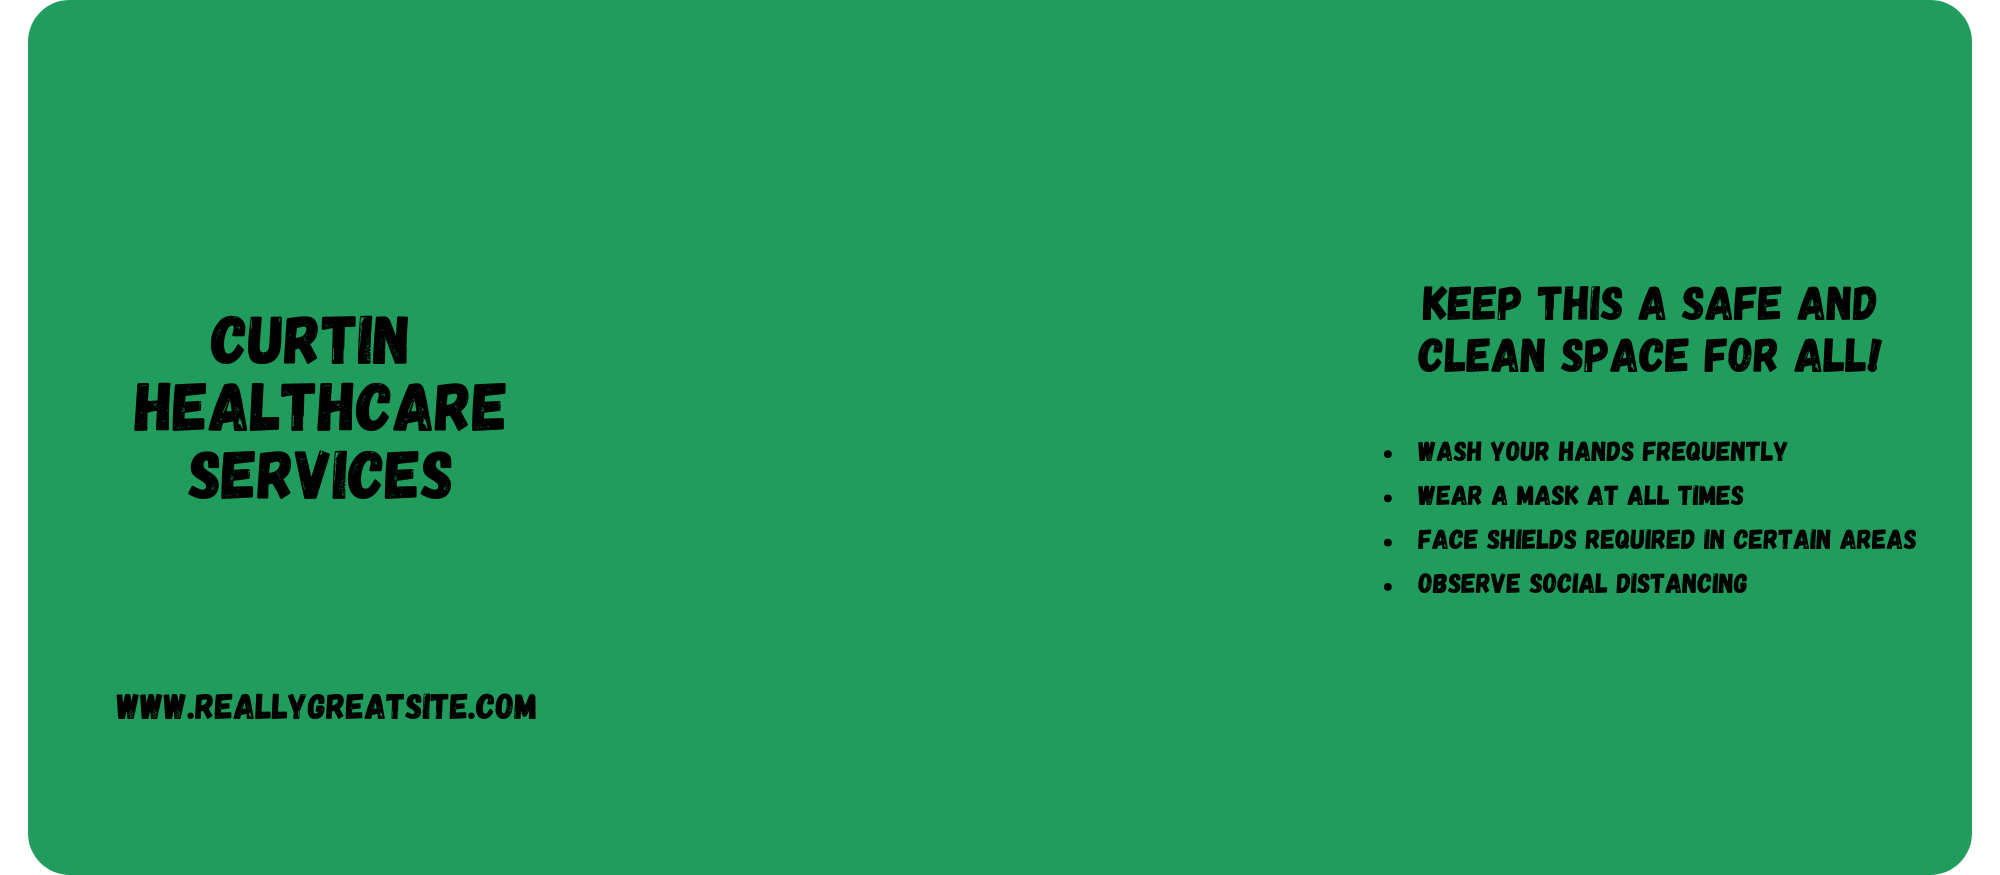 CURTIN
HEALTHCARE
SERVICES
WWW.REALLYGREATSITE.COM
KEEP THIS A SAFE AND
CLEAN SPACE FOR ALL!
• WASH YOUR HANDS FREQUENTLY
• WEAR A MASK AT ALL TIMES
• FACE SHIELDS REQUIRED IN CERTAIN AREAS
• OBSERVE SOCIAL DISTANCING